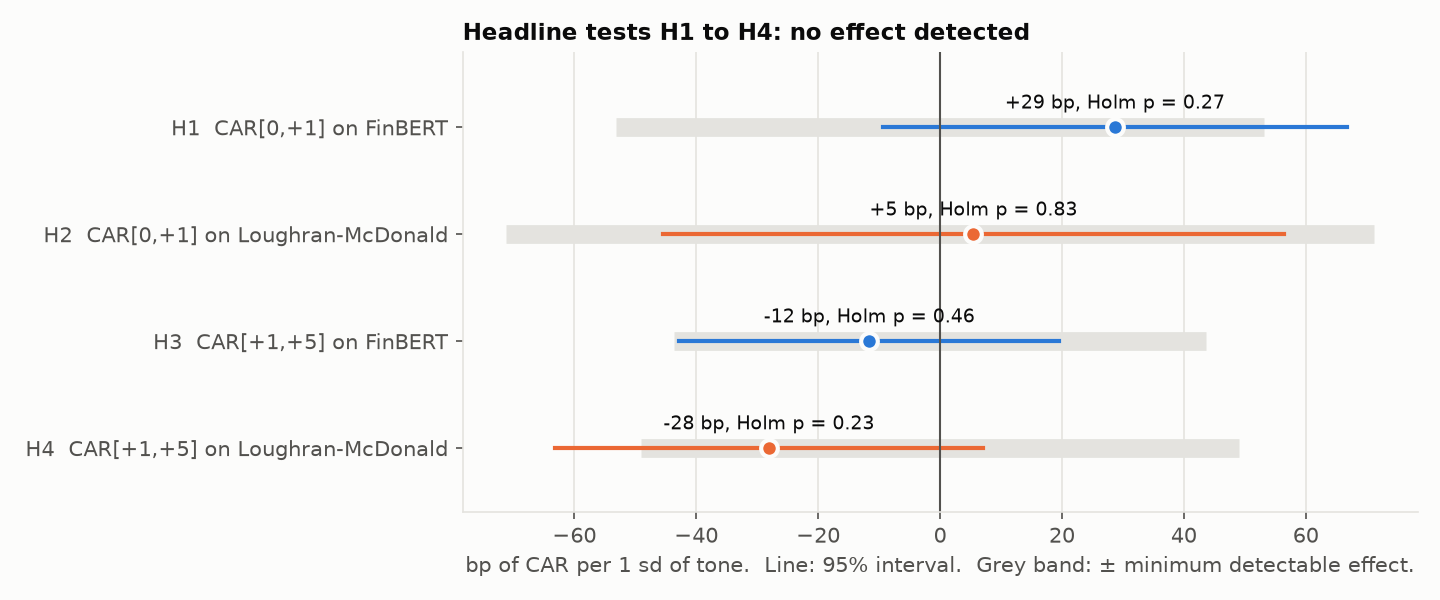 Headline tests H1 to H4: no effect detected
+29 bp, Holm p = 0.27
H1  CAR[0,+1] on FinBERT
+5 bp, Holm p = 0.83
H2  CAR[0,+1] on Loughran-McDonald
-12 bp, Holm p = 0.46
H3  CAR[+1,+5] on FinBERT
-28 bp, Holm p = 0.23
H4  CAR[+1,+5] on Loughran-McDonald
−60 −40 −20 0 20 40 60
bp of CAR per 1 sd of tone.  Line: 95% interval.  Grey band: ± minimum detectable effect.